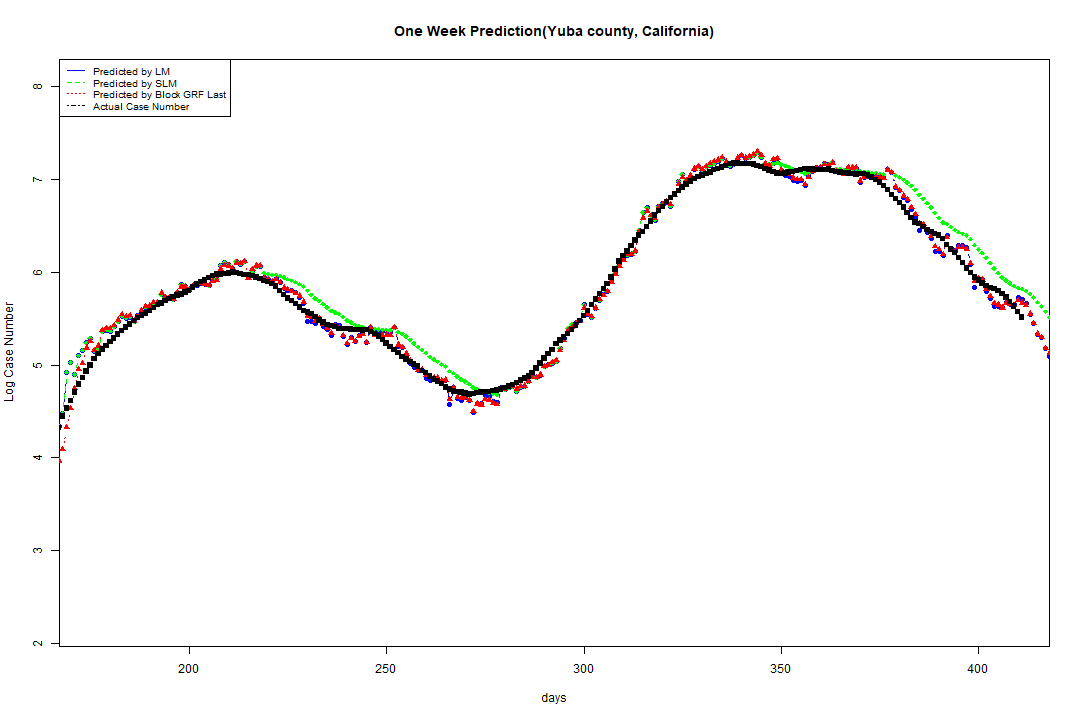 One Week Prediction(Yuba county, California)
Predicted by LM
Predicted by SLM
Predicted by Block GRF Last
Actual Case Number
8
7
6
5
4
3
2
Log Case Number
200 250 300 350 400
days